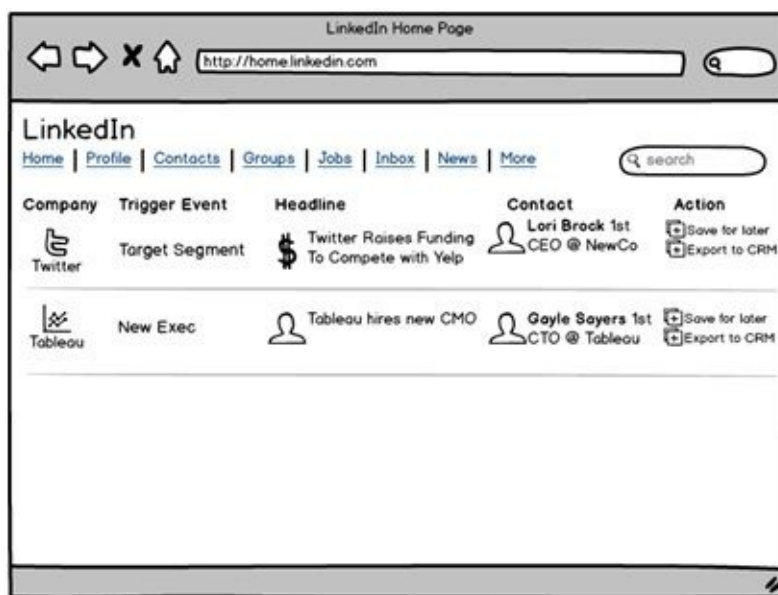 LinkedIn Home Page
http://home.linkedin.com
LinkedIn
Home | Profile | Contacts | Groups | Jobs | Inbox | News | More
search
Company Trigger Event Headline Contact Action
Twitter
Target Segment
Twitter Raises Funding
To Compete with Yelp
Lori Brock 1st
CEO @ NewCo
Save for later
Export to CRM
Tableau
New Exec
Tableau hires new CMO
Gayle Sayers 1st
CTO @ Tableau
Save for later
Export to CRM